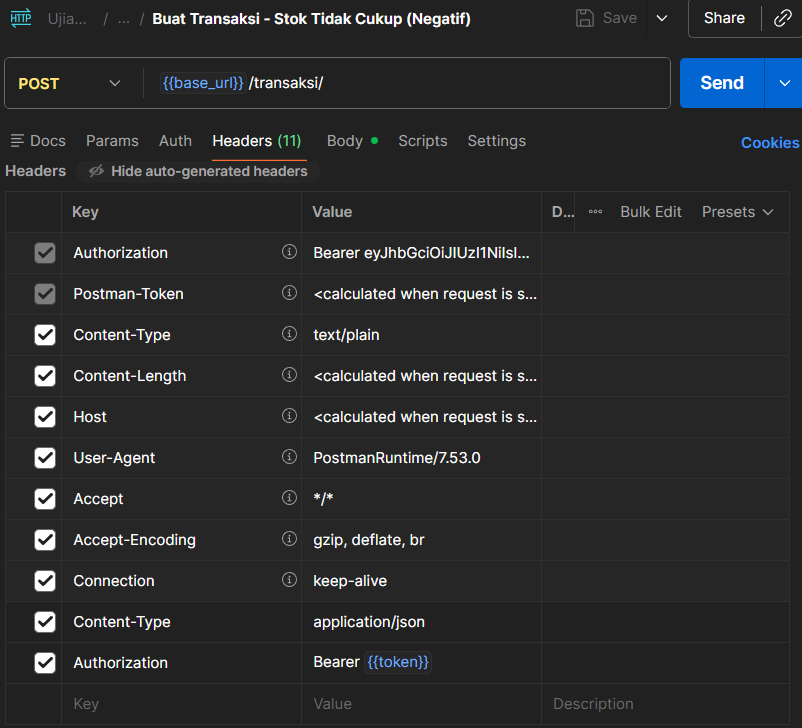 HTTP Ujia... / ... / Buat Transaksi - Stok Tidak Cukup (Negatif) Save Share
POST {{base_url}} /transaksi/ Send
Docs Params Auth Headers (11) Body Scripts Settings Cookies
Headers Hide auto-generated headers
Key Value D... Bulk Edit Presets
Authorization Bearer eyJhbGciOiJIUzI1NiIsI...
Postman-Token <calculated when request is s...
Content-Type text/plain
Content-Length <calculated when request is s...
Host <calculated when request is s...
User-Agent PostmanRuntime/7.53.0
Accept */*
Accept-Encoding gzip, deflate, br
Connection keep-alive
Content-Type application/json
Authorization Bearer {{token}}
Key Value Description